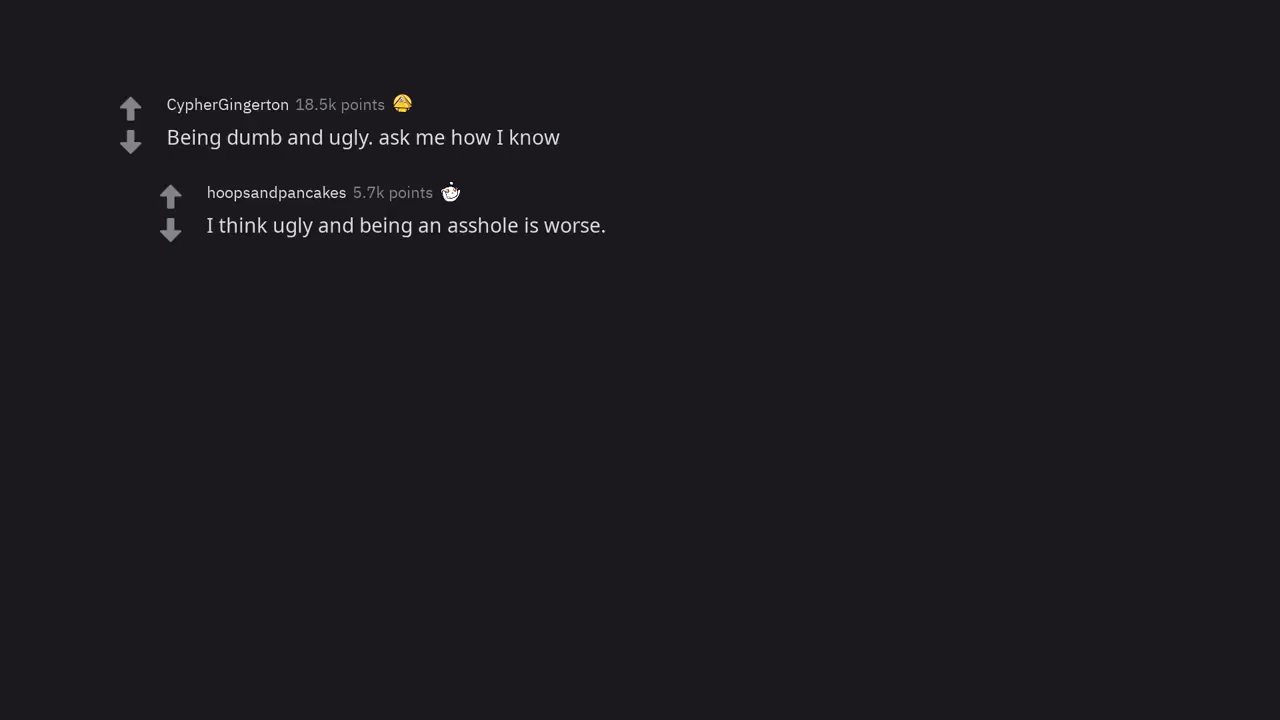 CypherGingerton 18.5k points
Being dumb and ugly. ask me how I know
hoopsandpancakes 5.7k points
I think ugly and being an asshole is worse.